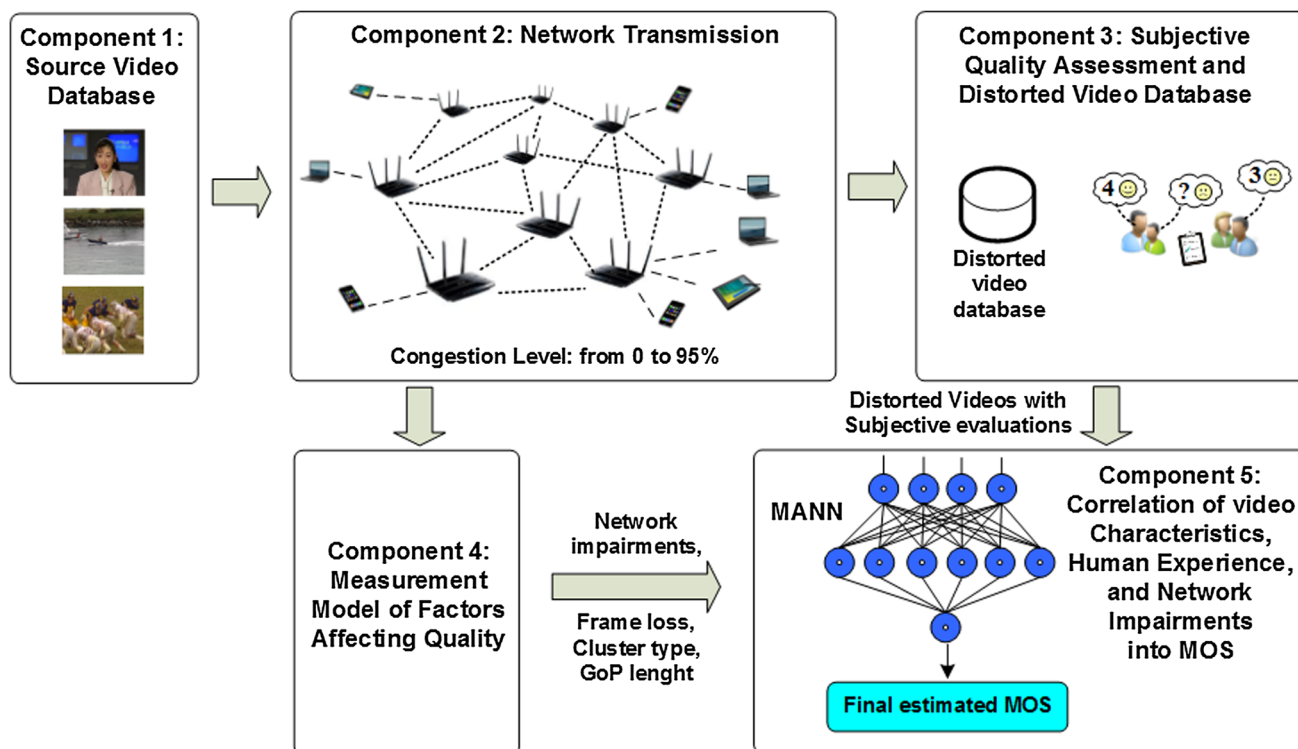 Component 1:
Source Video
Database
Component 2: Network Transmission
Congestion Level: from 0 to 95%
Component 3: Subjective
Quality Assessment and
Distorted Video Database
Distorted
video
database
4
?
3
Distorted Videos with
Subjective evaluations
Component 4:
Measurement
Model of Factors
Affecting Quality
Network
impairments,
Frame loss,
Cluster type,
GoP lenght
MANN
Component 5:
Correlation of video
Characteristics,
Human Experience,
and Network
Impairments
into MOS
Final estimated MOS